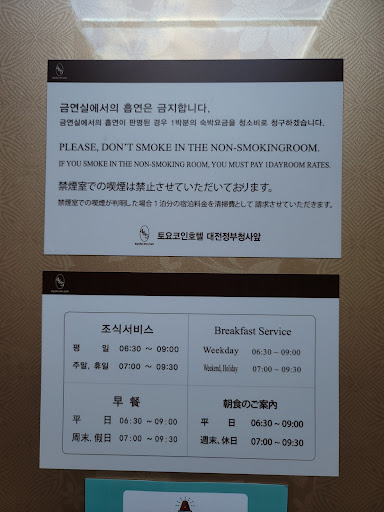 금연실에서의 흡연은 금지합니다.
금연실에서의 흡연이 판명된 경우 1박분의 숙박요금을 청소비로 청구하겠습니다.
PLEASE, DON'T SMOKE IN THE NON-SMOKINGROOM.
IF YOU SMOKE IN THE NON-SMOKING ROOM, YOU MUST PAY 1DAYROOM RATES.
禁煙室での喫煙は禁止させていただいております。
禁煙室での喫煙が判明した場合 1 泊分の宿泊料金を清掃費として 請求させていただきます。
토요코인호텔 대전정부청사앞
조식서비스
평 일 06:30 ~ 09:00
주말, 휴일 07:00 ~ 09:30
Breakfast Service
Weekday 06:30 ~ 09:00
Weekend, Holiday 07:00 ~ 09:30
早 餐
平 日 06:30 ~ 09:00
周末、假日 07:00 ~ 09:30
朝食のご案内
平 日 06:30~09:00
週末、休日 07:00~09:30